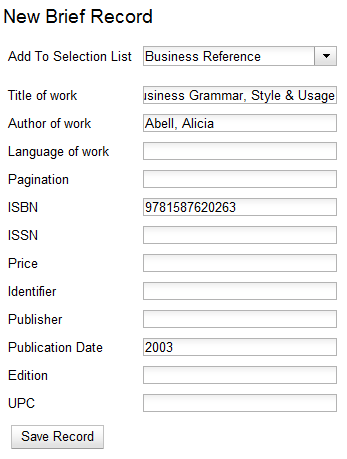 New Brief Record
Add To Selection List Business Reference
Title of work usiness Grammar, Style & Usage
Author of work Abell, Alicia
Language of work
Pagination
ISBN 9781587620263
ISSN
Price
Identifier
Publisher
Publication Date 2003
Edition
UPC
Save Record